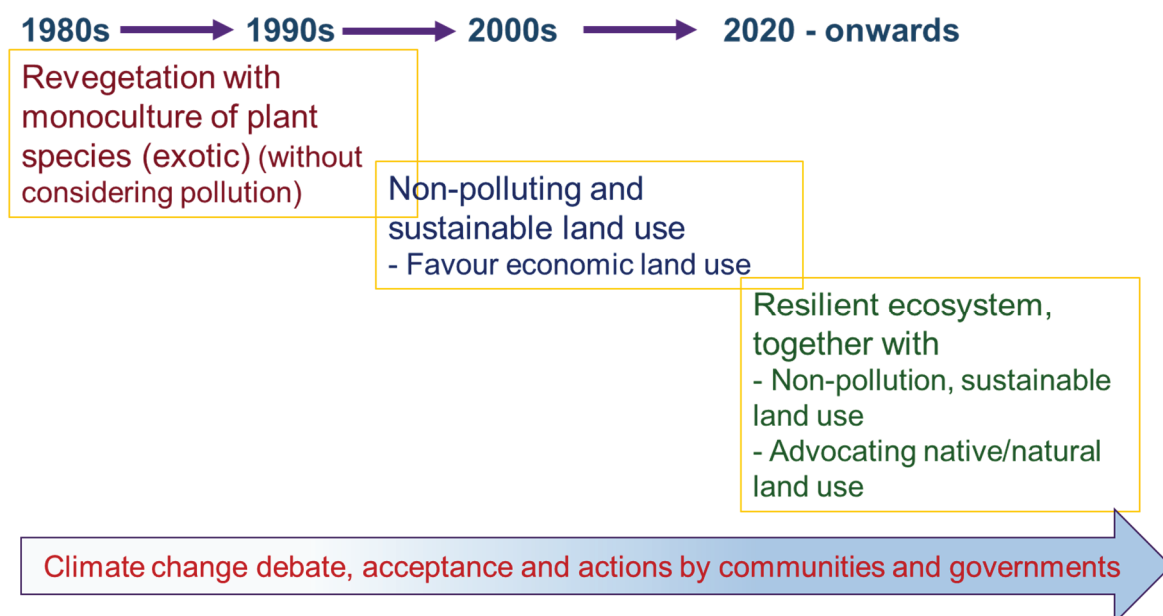 1980s 1990s 2000s 2020 - onwards
Revegetation with
monoculture of plant
species (exotic) (without
considering pollution)
Non-polluting and
sustainable land use
- Favour economic land use
Resilient ecosystem,
together with
- Non-pollution, sustainable
land use
- Advocating native/natural
land use
Climate change debate, acceptance and actions by communities and governments